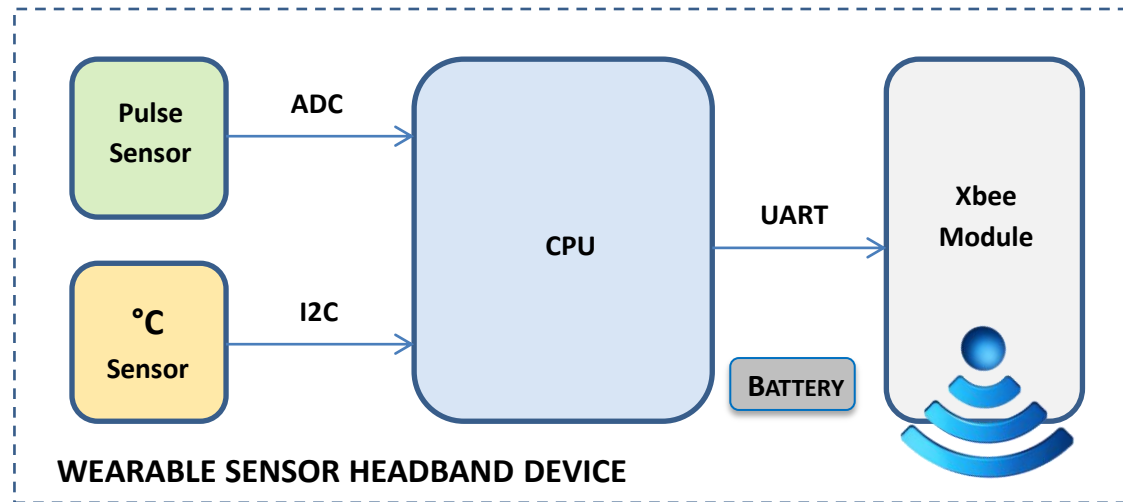 Pulse
Sensor
ADC
°C
Sensor
I2C
CPU
UART
Xbee
Module
BATTERY
WEARABLE SENSOR HEADBAND DEVICE